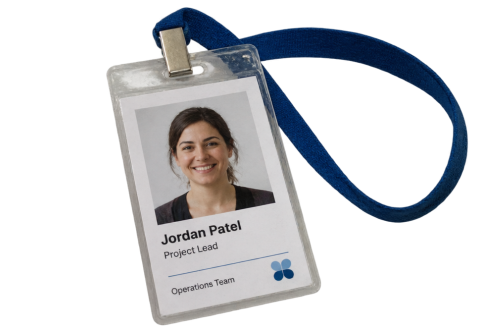 Jordan Patel
Project Lead
Operations Team